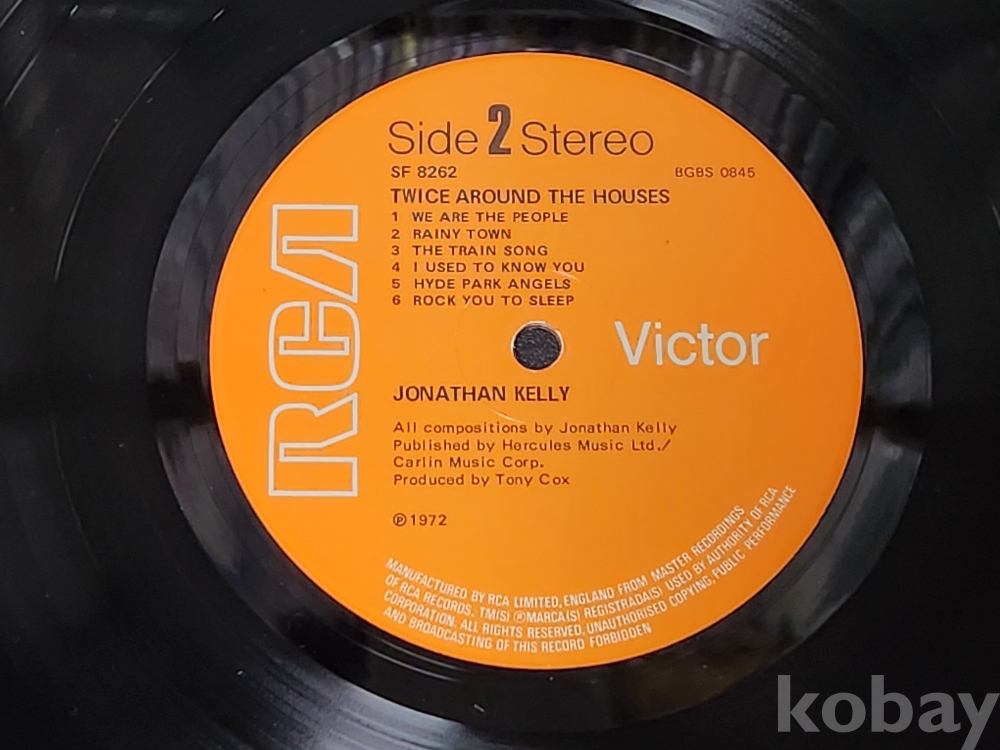 Side 2 Stereo
SF 8262 BGBS 0845
TWICE AROUND THE HOUSES
1 WE ARE THE PEOPLE
2 RAINY TOWN
3 THE TRAIN SONG
4 I USED TO KNOW YOU
5 HYDE PARK ANGELS
6 ROCK YOU TO SLEEP
RCA
Victor
JONATHAN KELLY
All compositions by Jonathan Kelly
Published by Hercules Music Ltd./
Carlin Music Corp.
Produced by Tony Cox
℗ 1972
MANUFACTURED BY RCA LIMITED, ENGLAND FROM MASTER RECORDINGS
OF RCA RECORDS. TM(S) ® MARCA(S) REGISTRADA(S) USED BY AUTHORITY OF RCA
CORPORATION. ALL RIGHTS RESERVED. UNAUTHORISED COPYING, PUBLIC PERFORMANCE
AND BROADCASTING OF THIS RECORD FORBIDDEN
kobay